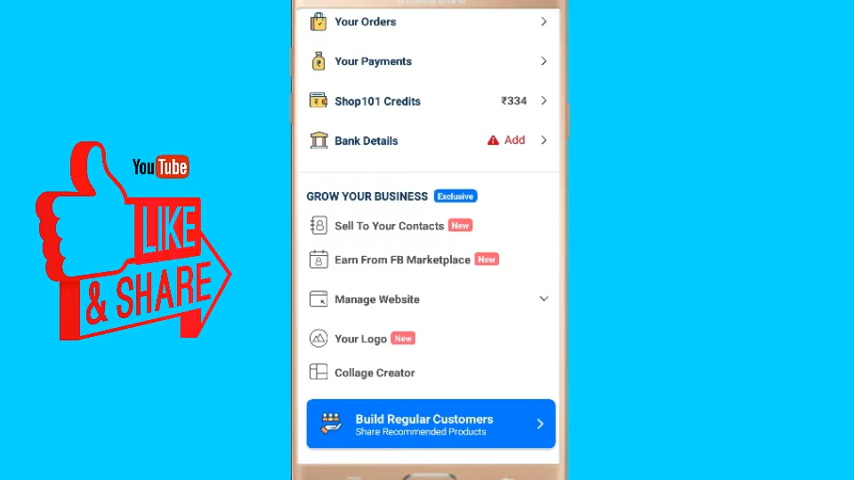 Your Orders
Your Payments
Shop101 Credits ₹334
Bank Details Add
GROW YOUR BUSINESS Exclusive
Sell To Your Contacts New
Earn From FB Marketplace New
Manage Website
Your Logo New
Collage Creator
Build Regular Customers
Share Recommended Products
YouTube
LIKE
& SHARE